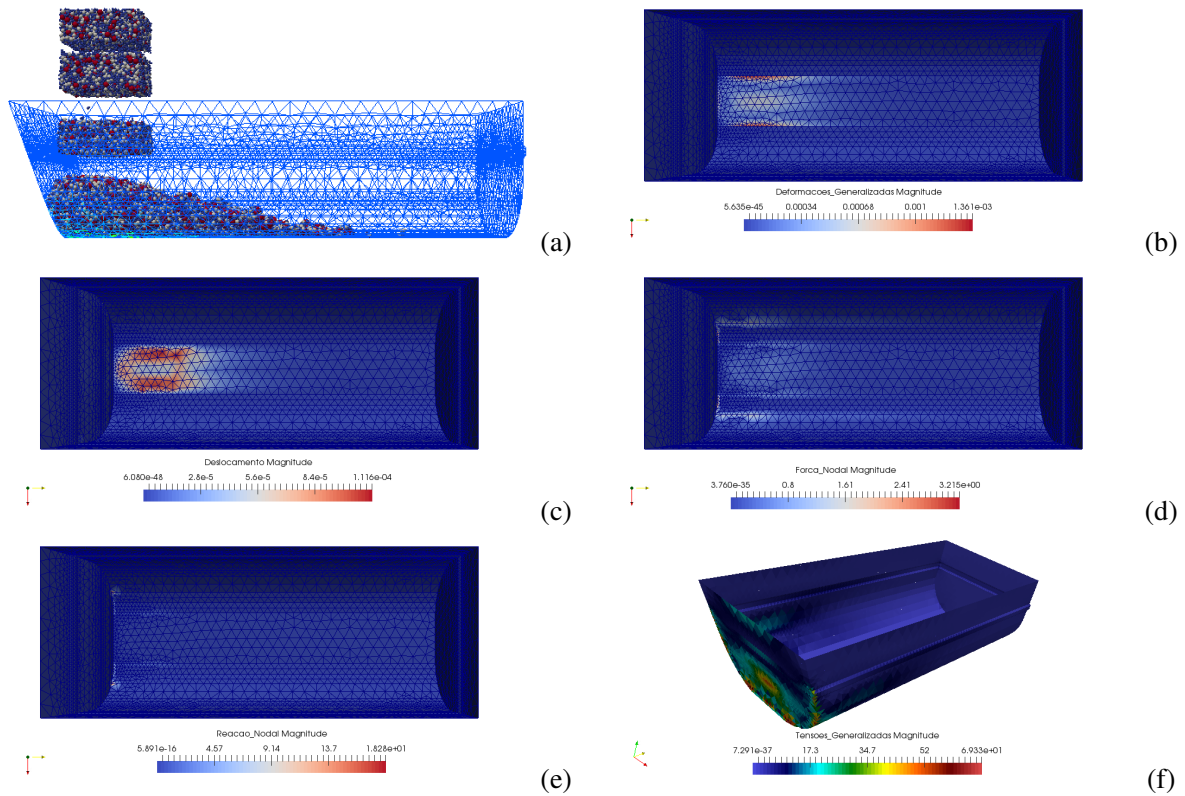 (a)
Deformacoes_Generalizadas Magnitude
5.635e-45 0.00034 0.00068 0.001 1.361e-03
(b)
Deslocamento Magnitude
6.080e-48 2.8e-5 5.6e-5 8.4e-5 1.116e-04
(c)
Forca_Nodal Magnitude
3.760e-35 0.8 1.61 2.41 3.215e+00
(d)
Reacao_Nodal Magnitude
5.891e-16 4.57 9.14 13.7 1.828e+01
(e)
Tensoes_Generalizadas Magnitude
7.291e-37 17.3 34.7 52 6.933e+01
(f)